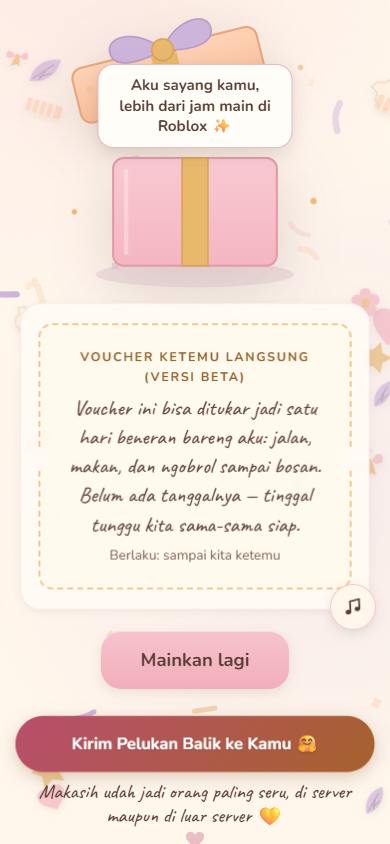 Aku sayang kamu,
lebih dari jam main di
Roblox ✨
VOUCHER KETEMU LANGSUNG
(VERSI BETA)
Voucher ini bisa ditukar jadi satu
hari beneran bareng aku: jalan,
makan, dan ngobrol sampai bosan.
Belum ada tanggalnya — tinggal
tunggu kita sama-sama siap.
Berlaku: sampai kita ketemu
Mainkan lagi
Kirim Pelukan Balik ke Kamu 🤗
Makasih udah jadi orang paling seru, di server
maupun di luar server 💛